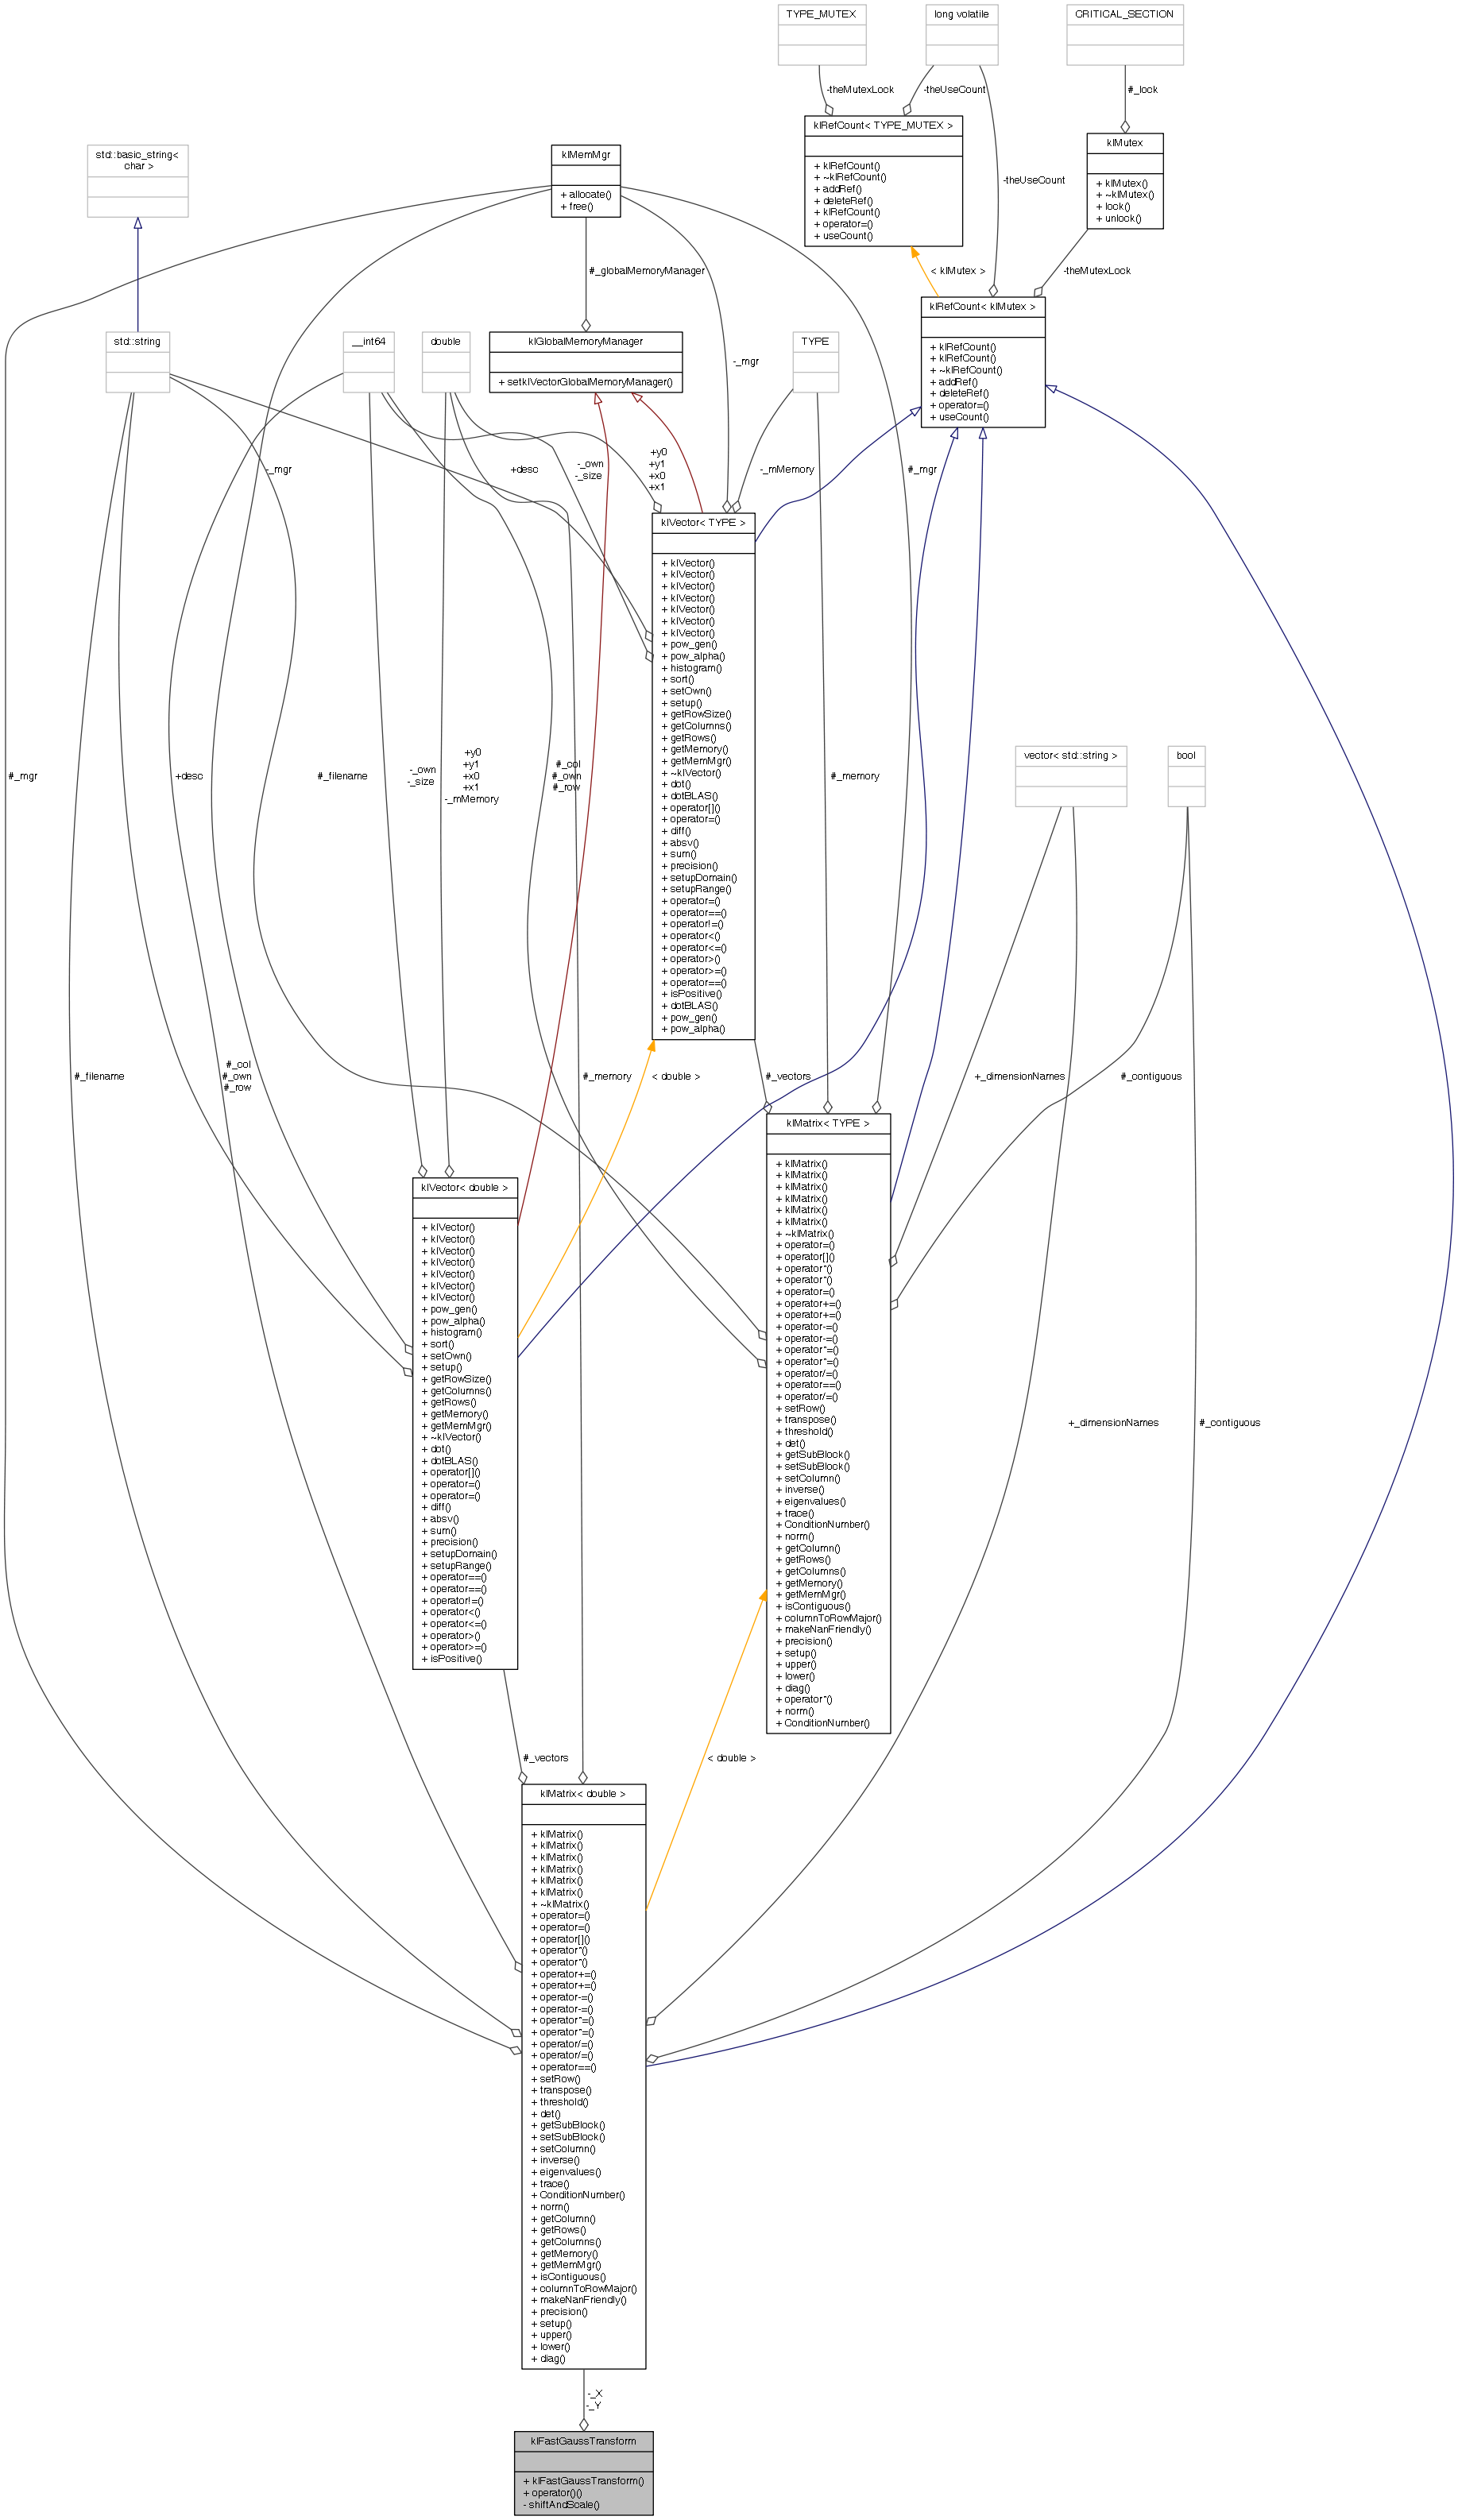 TYPE_MUTEX
long volatile
CRITICAL_SECTION
-theMutexLock
-theUseCount
#_lock
klRefCount< TYPE_MUTEX >
+ klRefCount()
+ ~klRefCount()
+ addRef()
+ deleteRef()
+ klRefCount()
+ operator=()
+ useCount()
klMutex
+ klMutex()
+ ~klMutex()
+ lock()
+ unlock()
std::basic_string<
char >
klMemMgr
+ allocate()
+ free()
-theUseCount
#_globalMemoryManager
< klMutex >
-theMutexLock
klRefCount< klMutex >
+ klRefCount()
+ klRefCount()
+ ~klRefCount()
+ addRef()
+ deleteRef()
+ operator=()
+ useCount()
std::string
__int64
double
klGlobalMemoryManager
+ setklVectorGlobalMemoryManager()
-_mgr
TYPE
-_mgr
+desc
-_own
-_size
+y0
+y1
+x0
+x1
-_mMemory
#_mgr
klVector< TYPE >
+ klVector()
+ klVector()
+ klVector()
+ klVector()
+ klVector()
+ klVector()
+ klVector()
+ pow_gen()
+ pow_alpha()
+ histogram()
+ sort()
+ setOwn()
+ setup()
+ getRowSize()
+ getColumns()
+ getRows()
+ getMemory()
+ getMemMgr()
+ ~klVector()
+ dot()
+ dotBLAS()
+ operator[]()
+ operator=()
+ diff()
+ absv()
+ sum()
+ precision()
+ setupDomain()
+ setupRange()
+ operator=()
+ operator==()
+ operator!=()
+ operator<()
+ operator<=()
+ operator>()
+ operator>=()
+ operator==()
+ isPositive()
+ dotBLAS()
+ pow_gen()
+ pow_alpha()
#_mgr
+desc
#_filename
-_own
-_size
+y0
+y1
+x0
+x1
-_mMemory
#_col
#_own
#_row
#_memory
vector< std::string >
bool
#_filename
#_col
#_own
#_row
#_memory
< double >
#_vectors
+_dimensionNames
#_contiguous
klMatrix< TYPE >
+ klMatrix()
+ klMatrix()
+ klMatrix()
+ klMatrix()
+ klMatrix()
+ klMatrix()
+ ~klMatrix()
+ operator=()
+ operator[]()
+ operator*()
+ operator*()
+ operator=()
+ operator+=()
+ operator+=()
+ operator-=()
+ operator-=()
+ operator*=()
+ operator*=()
+ operator/=()
+ operator==()
+ operator/=()
+ setRow()
+ transpose()
+ threshold()
+ det()
+ getSubBlock()
+ setSubBlock()
+ setColumn()
+ inverse()
+ eigenvalues()
+ trace()
+ ConditionNumber()
+ norm()
+ getColumn()
+ getRows()
+ getColumns()
+ getMemory()
+ getMemMgr()
+ isContiguous()
+ columnToRowMajor()
+ makeNanFriendly()
+ precision()
+ setup()
+ upper()
+ lower()
+ diag()
+ operator*()
+ norm()
+ ConditionNumber()
klVector< double >
+ klVector()
+ klVector()
+ klVector()
+ klVector()
+ klVector()
+ klVector()
+ klVector()
+ pow_gen()
+ pow_alpha()
+ histogram()
+ sort()
+ setOwn()
+ setup()
+ getRowSize()
+ getColumns()
+ getRows()
+ getMemory()
+ getMemMgr()
+ ~klVector()
+ dot()
+ dotBLAS()
+ operator[]()
+ operator=()
+ operator=()
+ diff()
+ absv()
+ sum()
+ precision()
+ setupDomain()
+ setupRange()
+ operator==()
+ operator==()
+ operator!=()
+ operator<()
+ operator<=()
+ operator>()
+ operator>=()
+ isPositive()
+_dimensionNames
#_contiguous
#_vectors
< double >
klMatrix< double >
+ klMatrix()
+ klMatrix()
+ klMatrix()
+ klMatrix()
+ klMatrix()
+ klMatrix()
+ ~klMatrix()
+ operator=()
+ operator=()
+ operator[]()
+ operator*()
+ operator*()
+ operator+=()
+ operator+=()
+ operator-=()
+ operator-=()
+ operator*=()
+ operator*=()
+ operator/=()
+ operator/=()
+ operator==()
+ setRow()
+ transpose()
+ threshold()
+ det()
+ getSubBlock()
+ setSubBlock()
+ setColumn()
+ inverse()
+ eigenvalues()
+ trace()
+ ConditionNumber()
+ norm()
+ getColumn()
+ getRows()
+ getColumns()
+ getMemory()
+ getMemMgr()
+ isContiguous()
+ columnToRowMajor()
+ makeNanFriendly()
+ precision()
+ setup()
+ upper()
+ lower()
+ diag()
-_X
-_Y
klFastGaussTransform
+ klFastGaussTransform()
+ operator()()
- shiftAndScale()